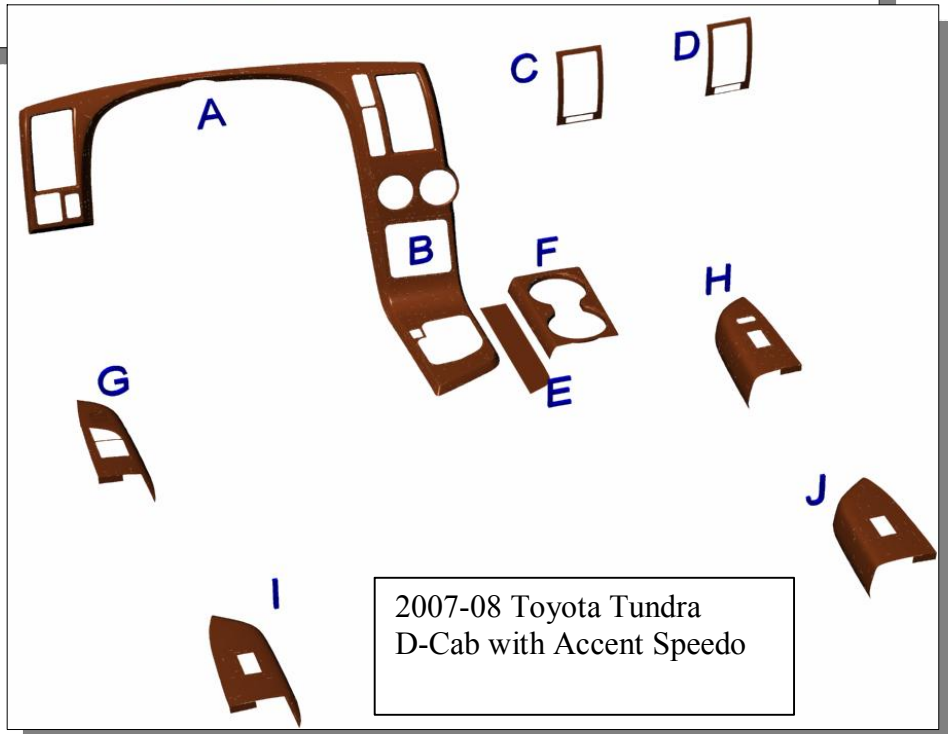 C
D
A
B
F
H
G
E
J
I
2007-08 Toyota Tundra
D-Cab with Accent Speedo